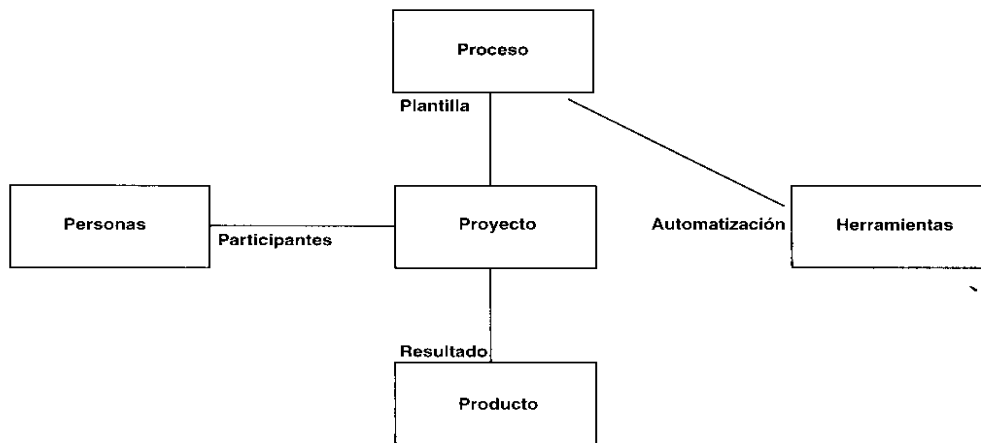 Proceso
Plantilla
Personas
Participantes
Proyecto
Automatización
Herramientas
Resultado
Producto